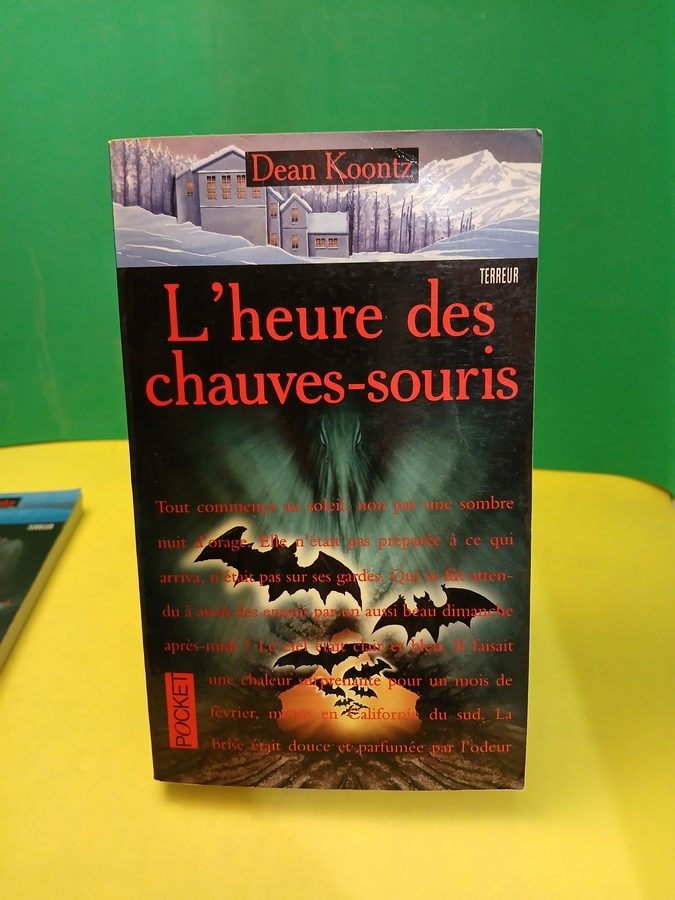 Dean Koontz
TERREUR
L'heure des
chauves-souris
Tout commença au soleil, non par une sombre
nuit d'orage. Elle n'était pas préparée à ce qui
arriva, n'était pas sur ses gardes. Qui se fût atten-
du à avoir des ennuis par un aussi beau dimanche
après-midi ? Le ciel était clair et bleu. Il faisait
une chaleur surprenante pour un mois de
février, même en Californie du sud. La
brise était douce et parfumée par l'odeur
POCKET
ntz
TERREUR